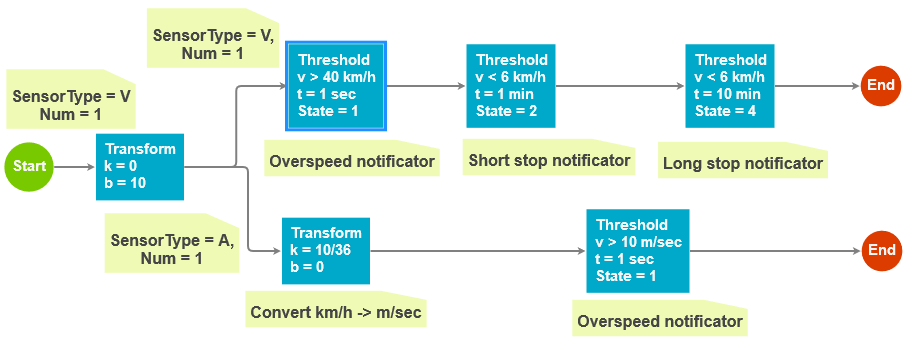 SensorType = V
Num = 1
Start
Transform
k = 0
b = 10
SensorType = V,
Num = 1
Threshold
v > 40 km/h
t = 1 sec
State = 1
Overspeed notificator
Threshold
v < 6 km/h
t = 1 min
State = 2
Short stop notificator
Threshold
v < 6 km/h
t = 10 min
State = 4
Long stop notificator
End
SensorType = A,
Num = 1
Transform
k = 10/36
b = 0
Convert km/h -> m/sec
Threshold
v > 10 m/sec
t = 1 sec
State = 1
Overspeed notificator
End